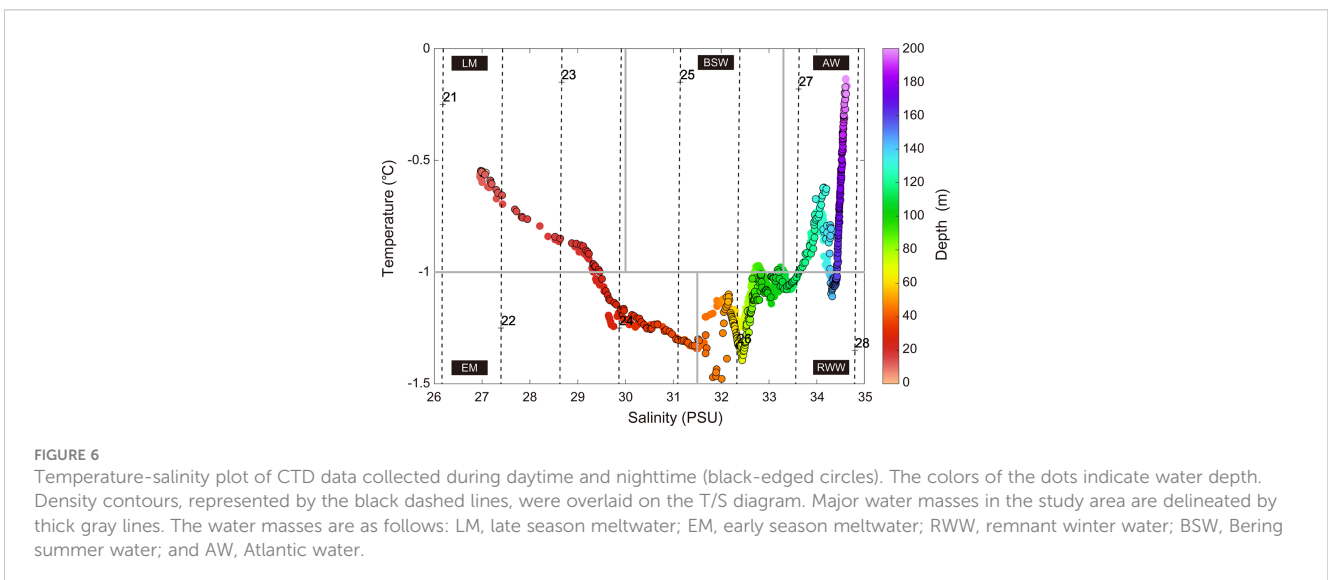 0
-0.5
-1
-1.5
Temperature (°C)
LM
BSW
AW
EM
RWW
21
22
23
24
25
26
27
28
26 27 28 29 30 31 32 33 34 35
Salinity (PSU)
200
180
160
140
120
100
80
60
40
20
0
Depth (m)
FIGURE 6
Temperature-salinity plot of CTD data collected during daytime and nighttime (black-edged circles). The colors of the dots indicate water depth.
Density contours, represented by the black dashed lines, were overlaid on the T/S diagram. Major water masses in the study area are delineated by
thick gray lines. The water masses are as follows: LM, late season meltwater; EM, early season meltwater; RWW, remnant winter water; BSW, Bering
summer water; and AW, Atlantic water.